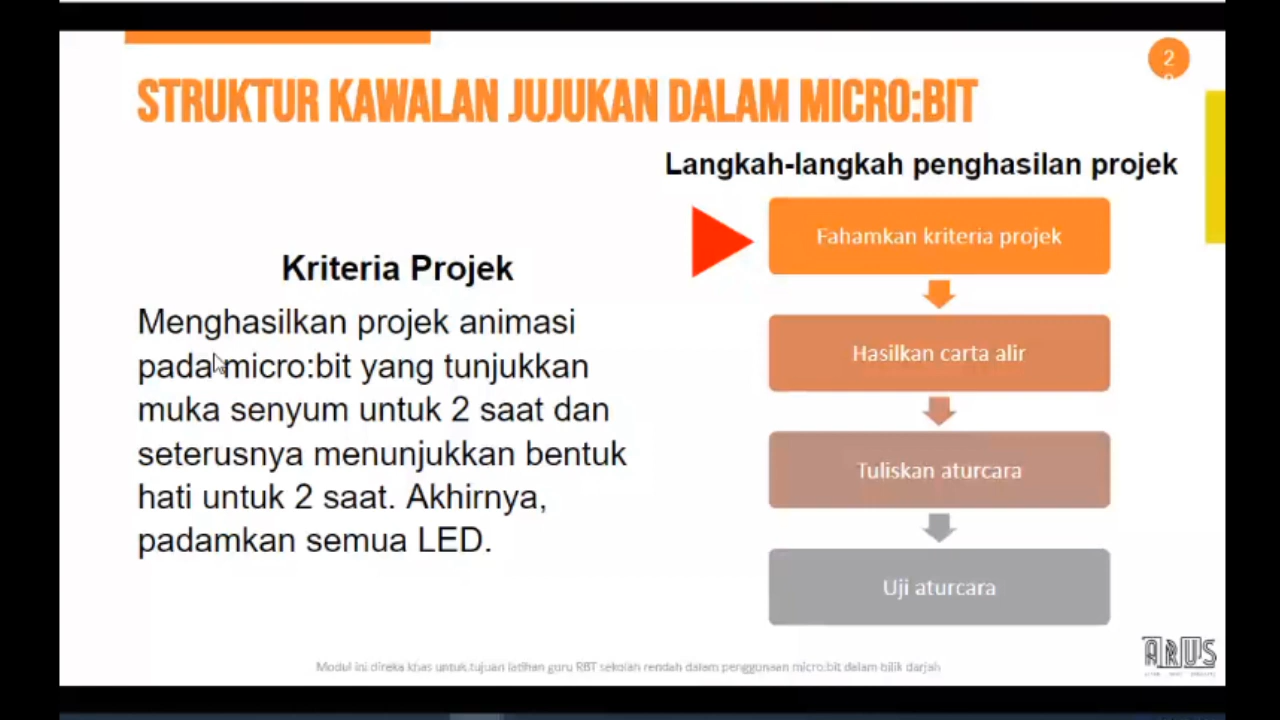 2
STRUKTUR KAWALAN JUJUKAN DALAM MICRO:BIT
Langkah-langkah penghasilan projek
Fahamkan kriteria projek
Hasilkan carta alir
Tuliskan aturcara
Uji aturcara
Kriteria Projek
Menghasilkan projek animasi
pada micro:bit yang tunjukkan
muka senyum untuk 2 saat dan
seterusnya menunjukkan bentuk
hati untuk 2 saat. Akhirnya,
padamkan semua LED.
Modul ini direka khas untuk tujuan latihan guru RBT sekolah rendah dalam penggunaan micro:bit dalam bilik darjah
ARUS